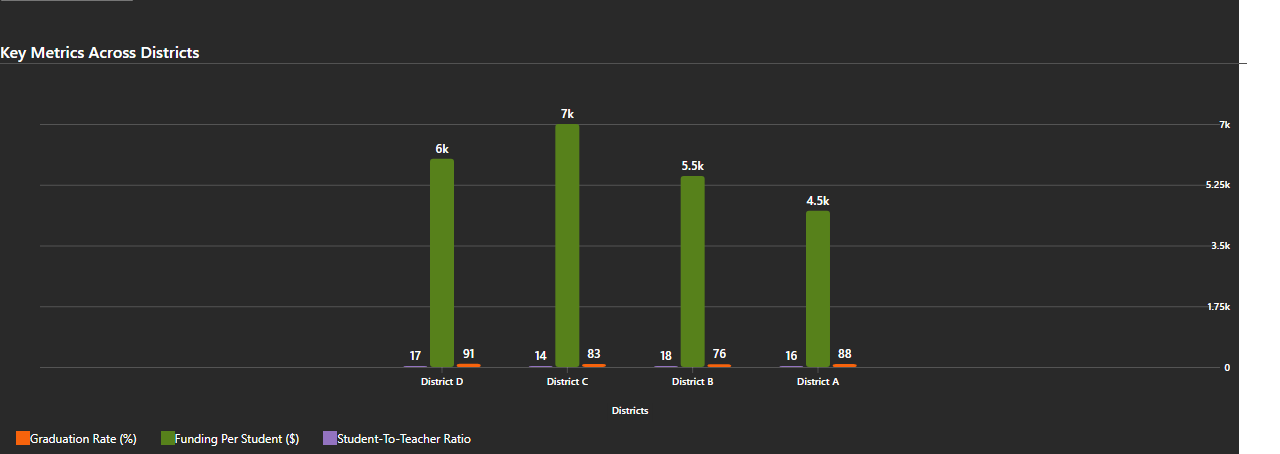 Key Metrics Across Districts
7k
7k
6k
5.5k
5.25k
4.5k
3.5k
1.75k
17 91 14 83 18 76 16 88
0
District D District C District B District A
Districts
Graduation Rate (%) Funding Per Student ($) Student-To-Teacher Ratio